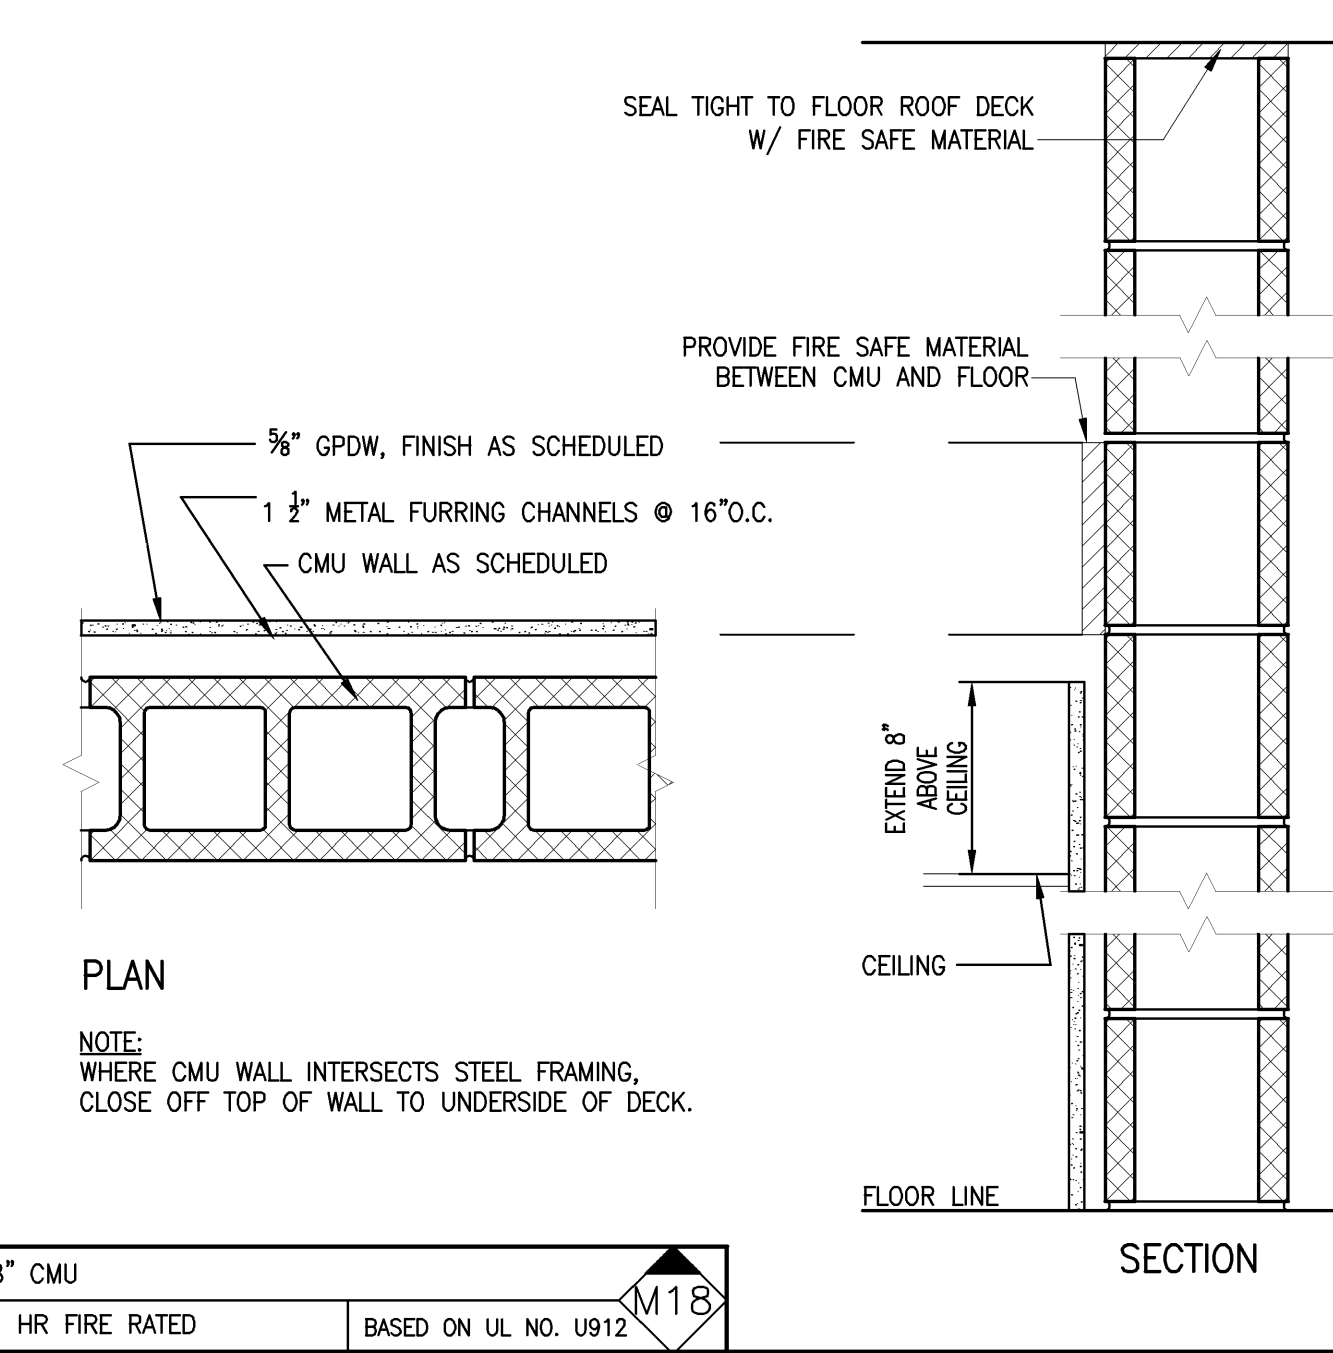 SEAL TIGHT TO FLOOR ROOF DECK
W/ FIRE SAFE MATERIAL
PROVIDE FIRE SAFE MATERIAL
BETWEEN CMU AND FLOOR
⅝" GPDW, FINISH AS SCHEDULED
1 ½" METAL FURRING CHANNELS @ 16"O.C.
CMU WALL AS SCHEDULED
EXTEND 8"
ABOVE
CEILING
CEILING
PLAN
NOTE:
WHERE CMU WALL INTERSECTS STEEL FRAMING,
CLOSE OFF TOP OF WALL TO UNDERSIDE OF DECK.
FLOOR LINE
SECTION
8" CMU
HR FIRE RATED
BASED ON UL NO. U912
M18